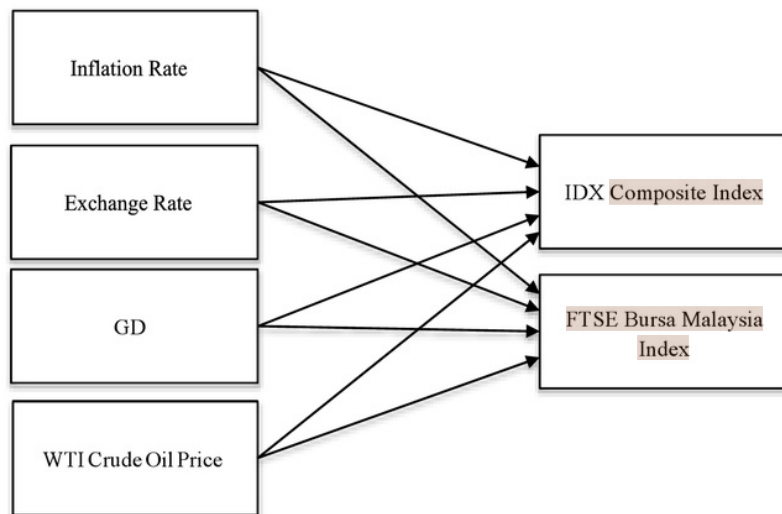 Inflation Rate
Exchange Rate
GD
WTI Crude Oil Price
IDX Composite Index
FTSE Bursa Malaysia
Index